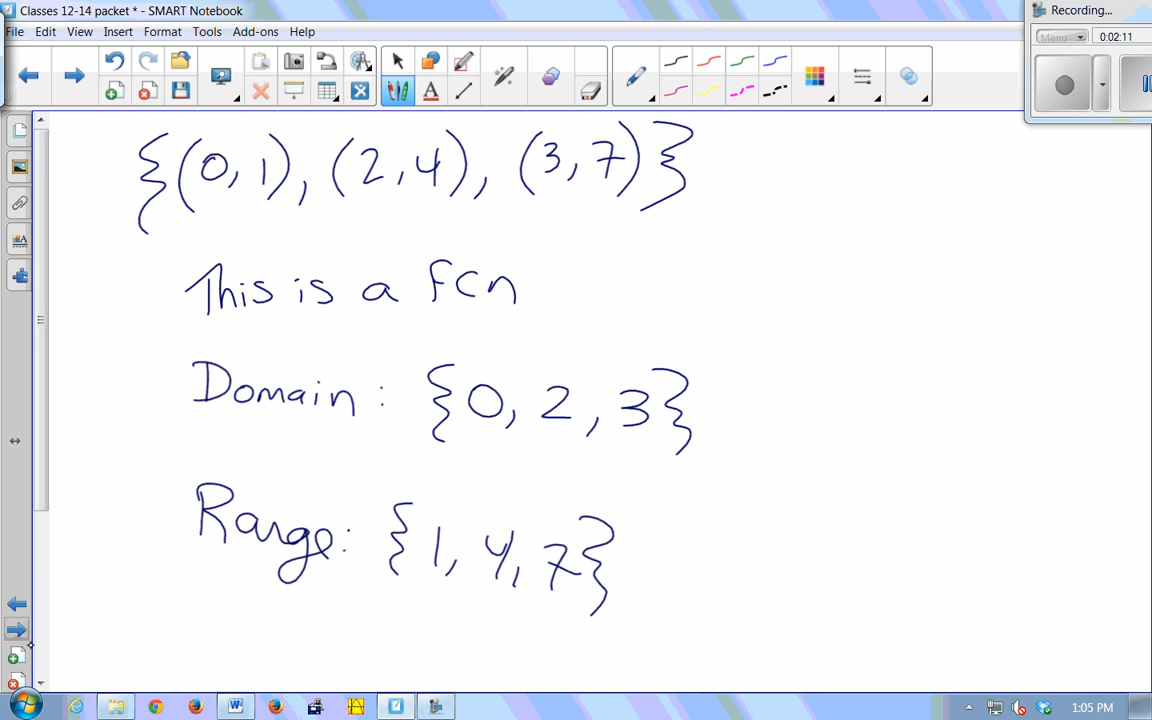 Classes 12-14 packet * - SMART Notebook
Recording...
File Edit View Insert Format Tools Add-ons Help
Menu 0:02:11
{(0, 1), (2, 4), (3, 7)}
This is a fcn
Domain: {0, 2, 3}
Range: {1, 4, 7}
1:05 PM